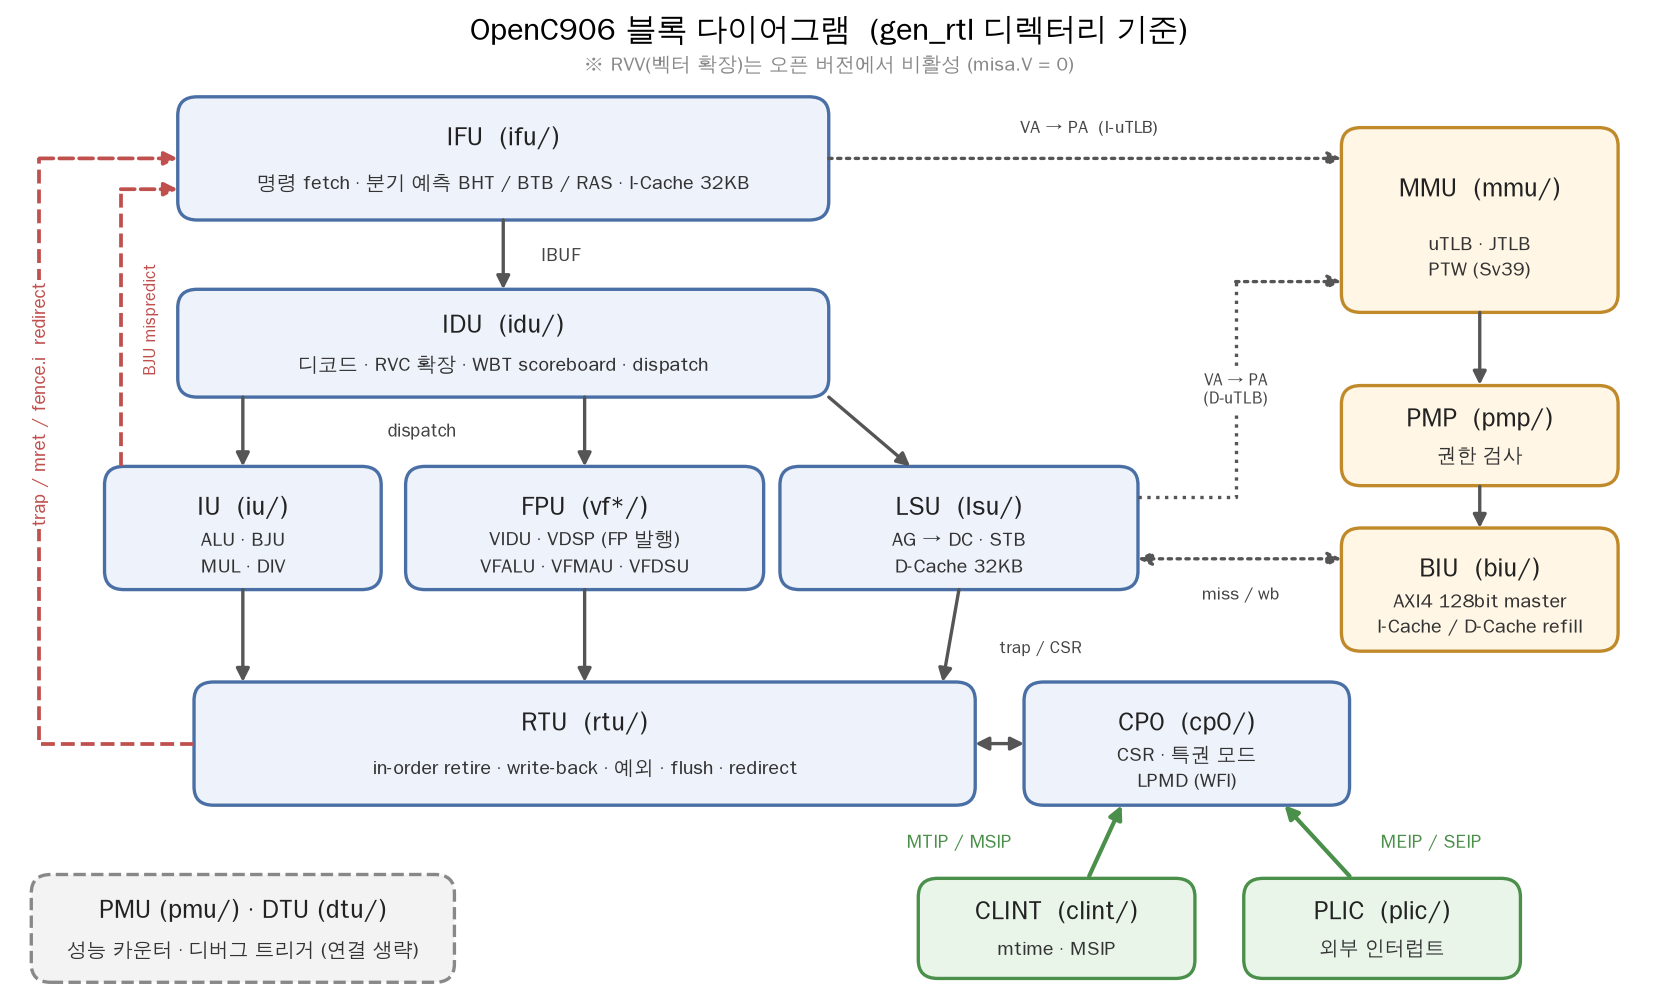 OpenC906 블록 다이어그램 (gen_rtl 디렉터리 기준)
※ RVV(벡터 확장)는 오픈 버전에서 비활성 (misa.V = 0)
IFU (ifu/)
명령 fetch · 분기 예측 BHT / BTB / RAS · I-Cache 32KB
VA → PA (I-uTLB)
MMU (mmu/)
uTLB · JTLB
PTW (Sv39)
IBUF
BJU mispredict
trap / mret / fence.i redirect
IDU (idu/)
디코드 · RVC 확장 · WBT scoreboard · dispatch
VA → PA
(D-uTLB)
dispatch
PMP (pmp/)
권한 검사
IU (iu/)
ALU · BJU
MUL · DIV
FPU (vf*/)
VIDU · VDSP (FP 발행)
VFALU · VFMAU · VFDSU
LSU (lsu/)
AG → DC · STB
D-Cache 32KB
miss / wb
BIU (biu/)
AXI4 128bit master
I-Cache / D-Cache refill
trap / CSR
RTU (rtu/)
in-order retire · write-back · 예외 · flush · redirect
CP0 (cp0/)
CSR · 특권 모드
LPMD (WFI)
MTIP / MSIP
MEIP / SEIP
PMU (pmu/) · DTU (dtu/)
성능 카운터 · 디버그 트리거 (연결 생략)
CLINT (clint/)
mtime · MSIP
PLIC (plic/)
외부 인터럽트